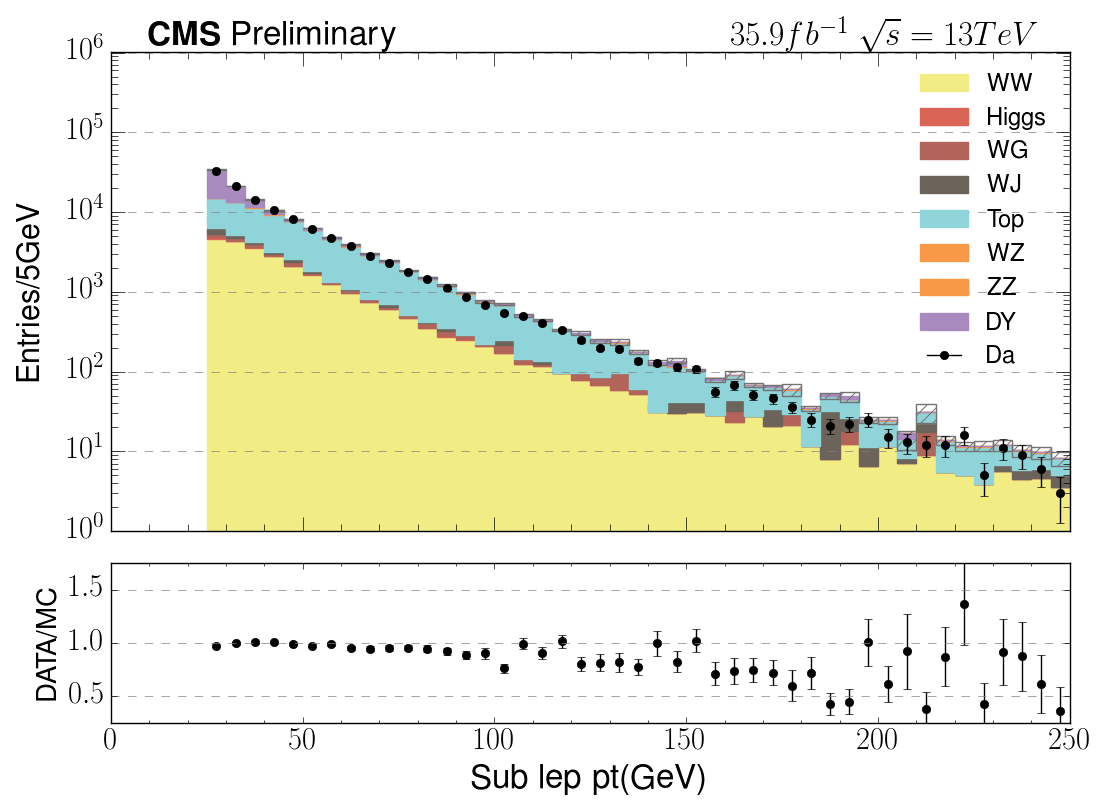 CMS Preliminary 35.9fb⁻¹ √s = 13TeV
10⁶
10⁵
10⁴
10³
10²
10¹
10⁰
Entries/5GeV
WW
Higgs
WG
WJ
Top
WZ
ZZ
DY
Da
1.5
1.0
0.5
DATA/MC
0 50 100 150 200 250
Sub lep pt(GeV)